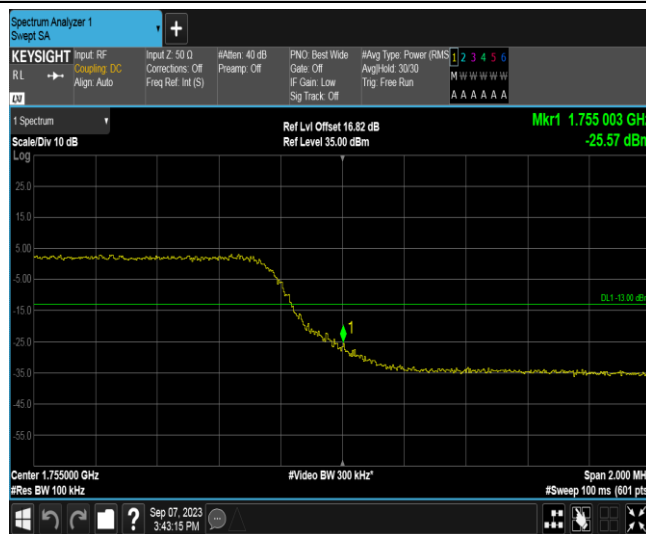 Spectrum Analyzer 1
Swept SA
KEYSIGHT
RL
LXI
Input: RF
Coupling: DC
Align: Auto
Input Z: 50 Ω
Corrections: Off
Freq Ref: Int (S)
#Atten: 40 dB
Preamp: Off
PNO: Best Wide
Gate: Off
IF Gain: Low
Sig Track: Off
#Avg Type: Power (RMS
Avg|Hold: 30/30
Trig: Free Run
1 2 3 4 5 6
M W W W W W
A A A A A A
1 Spectrum
Scale/Div 10 dB
Ref Lvl Offset 16.82 dB
Ref Level 35.00 dBm
Mkr1 1.755 003 GHz
-25.57 dBm
Log
25.0
15.0
5.00
-5.00
-15.0
-25.0
-35.0
-45.0
-55.0
1
DL1 -13.00 dBm
Center 1.755000 GHz
#Res BW 100 kHz
#Video BW 300 kHz*
Span 2.000 MH
#Sweep 100 ms (601 pts
?
Sep 07, 2023
3:43:15 PM